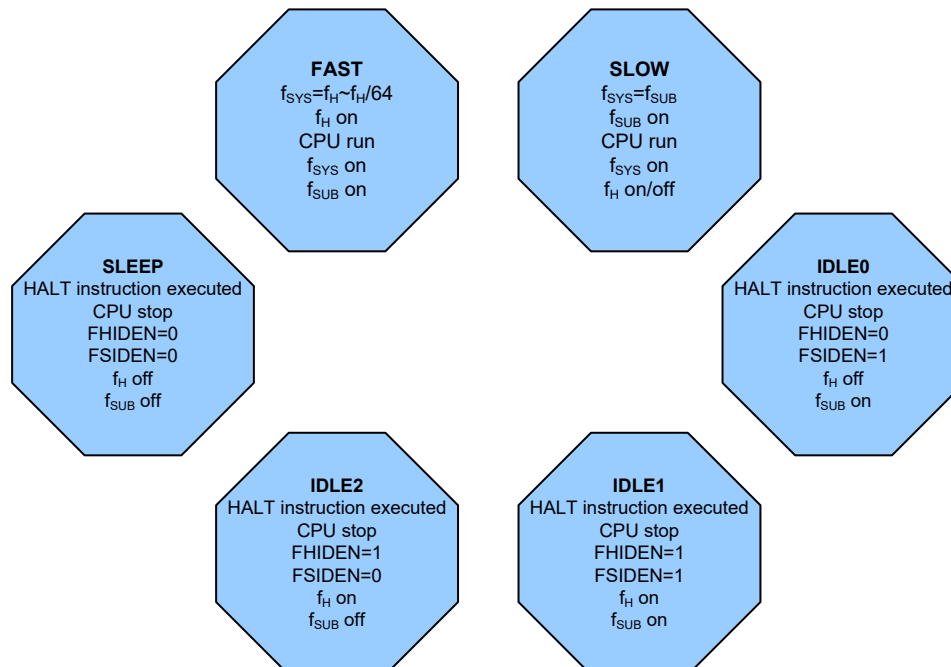 FAST
fSYS=fH~fH/64
fH on
CPU run
fSYS on
fSUB on
SLOW
fSYS=fSUB
fSUB on
CPU run
fSYS on
fH on/off
SLEEP
HALT instruction executed
CPU stop
FHIDEN=0
FSIDEN=0
fH off
fSUB off
IDLE0
HALT instruction executed
CPU stop
FHIDEN=0
FSIDEN=1
fH off
fSUB on
IDLE2
HALT instruction executed
CPU stop
FHIDEN=1
FSIDEN=0
fH on
fSUB off
IDLE1
HALT instruction executed
CPU stop
FHIDEN=1
FSIDEN=1
fH on
fSUB on